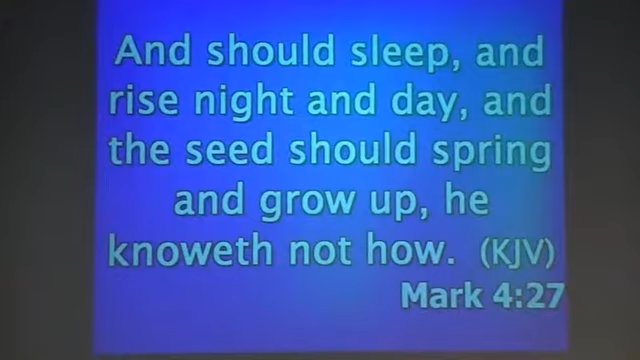 And should sleep, and
rise night and day, and
the seed should spring
and grow up, he
knoweth not how. (KJV)
Mark 4:27